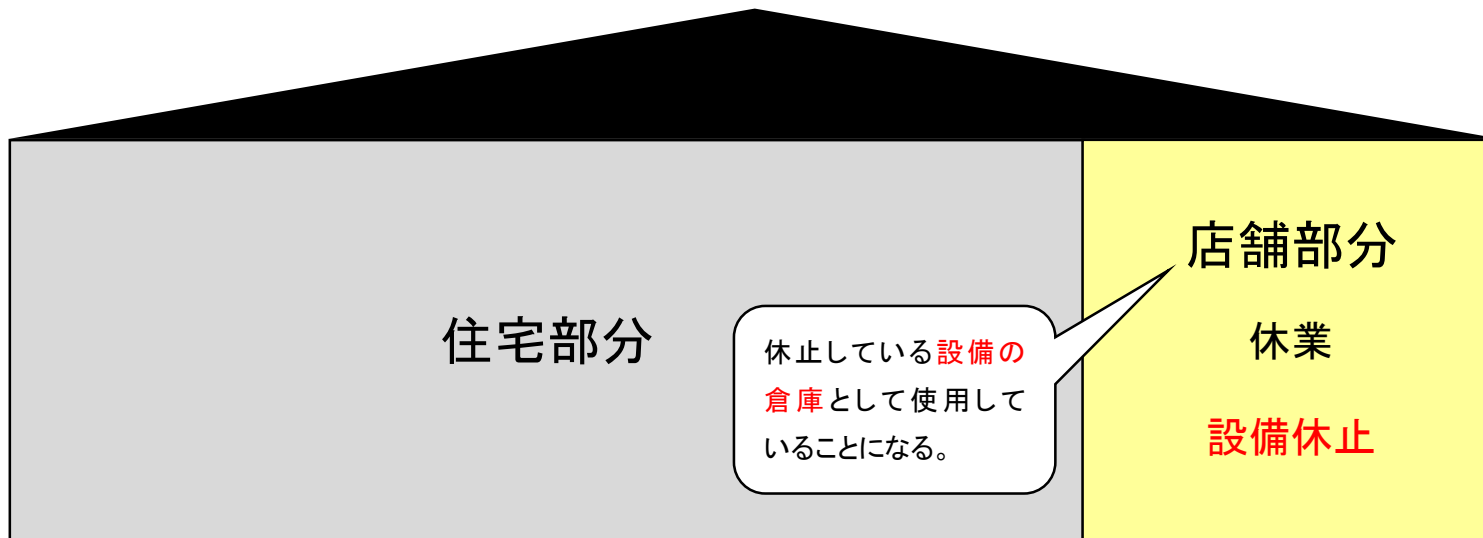 住宅部分
休止している設備の
倉庫として使用して
いることになる。
店舗部分
休業
設備休止